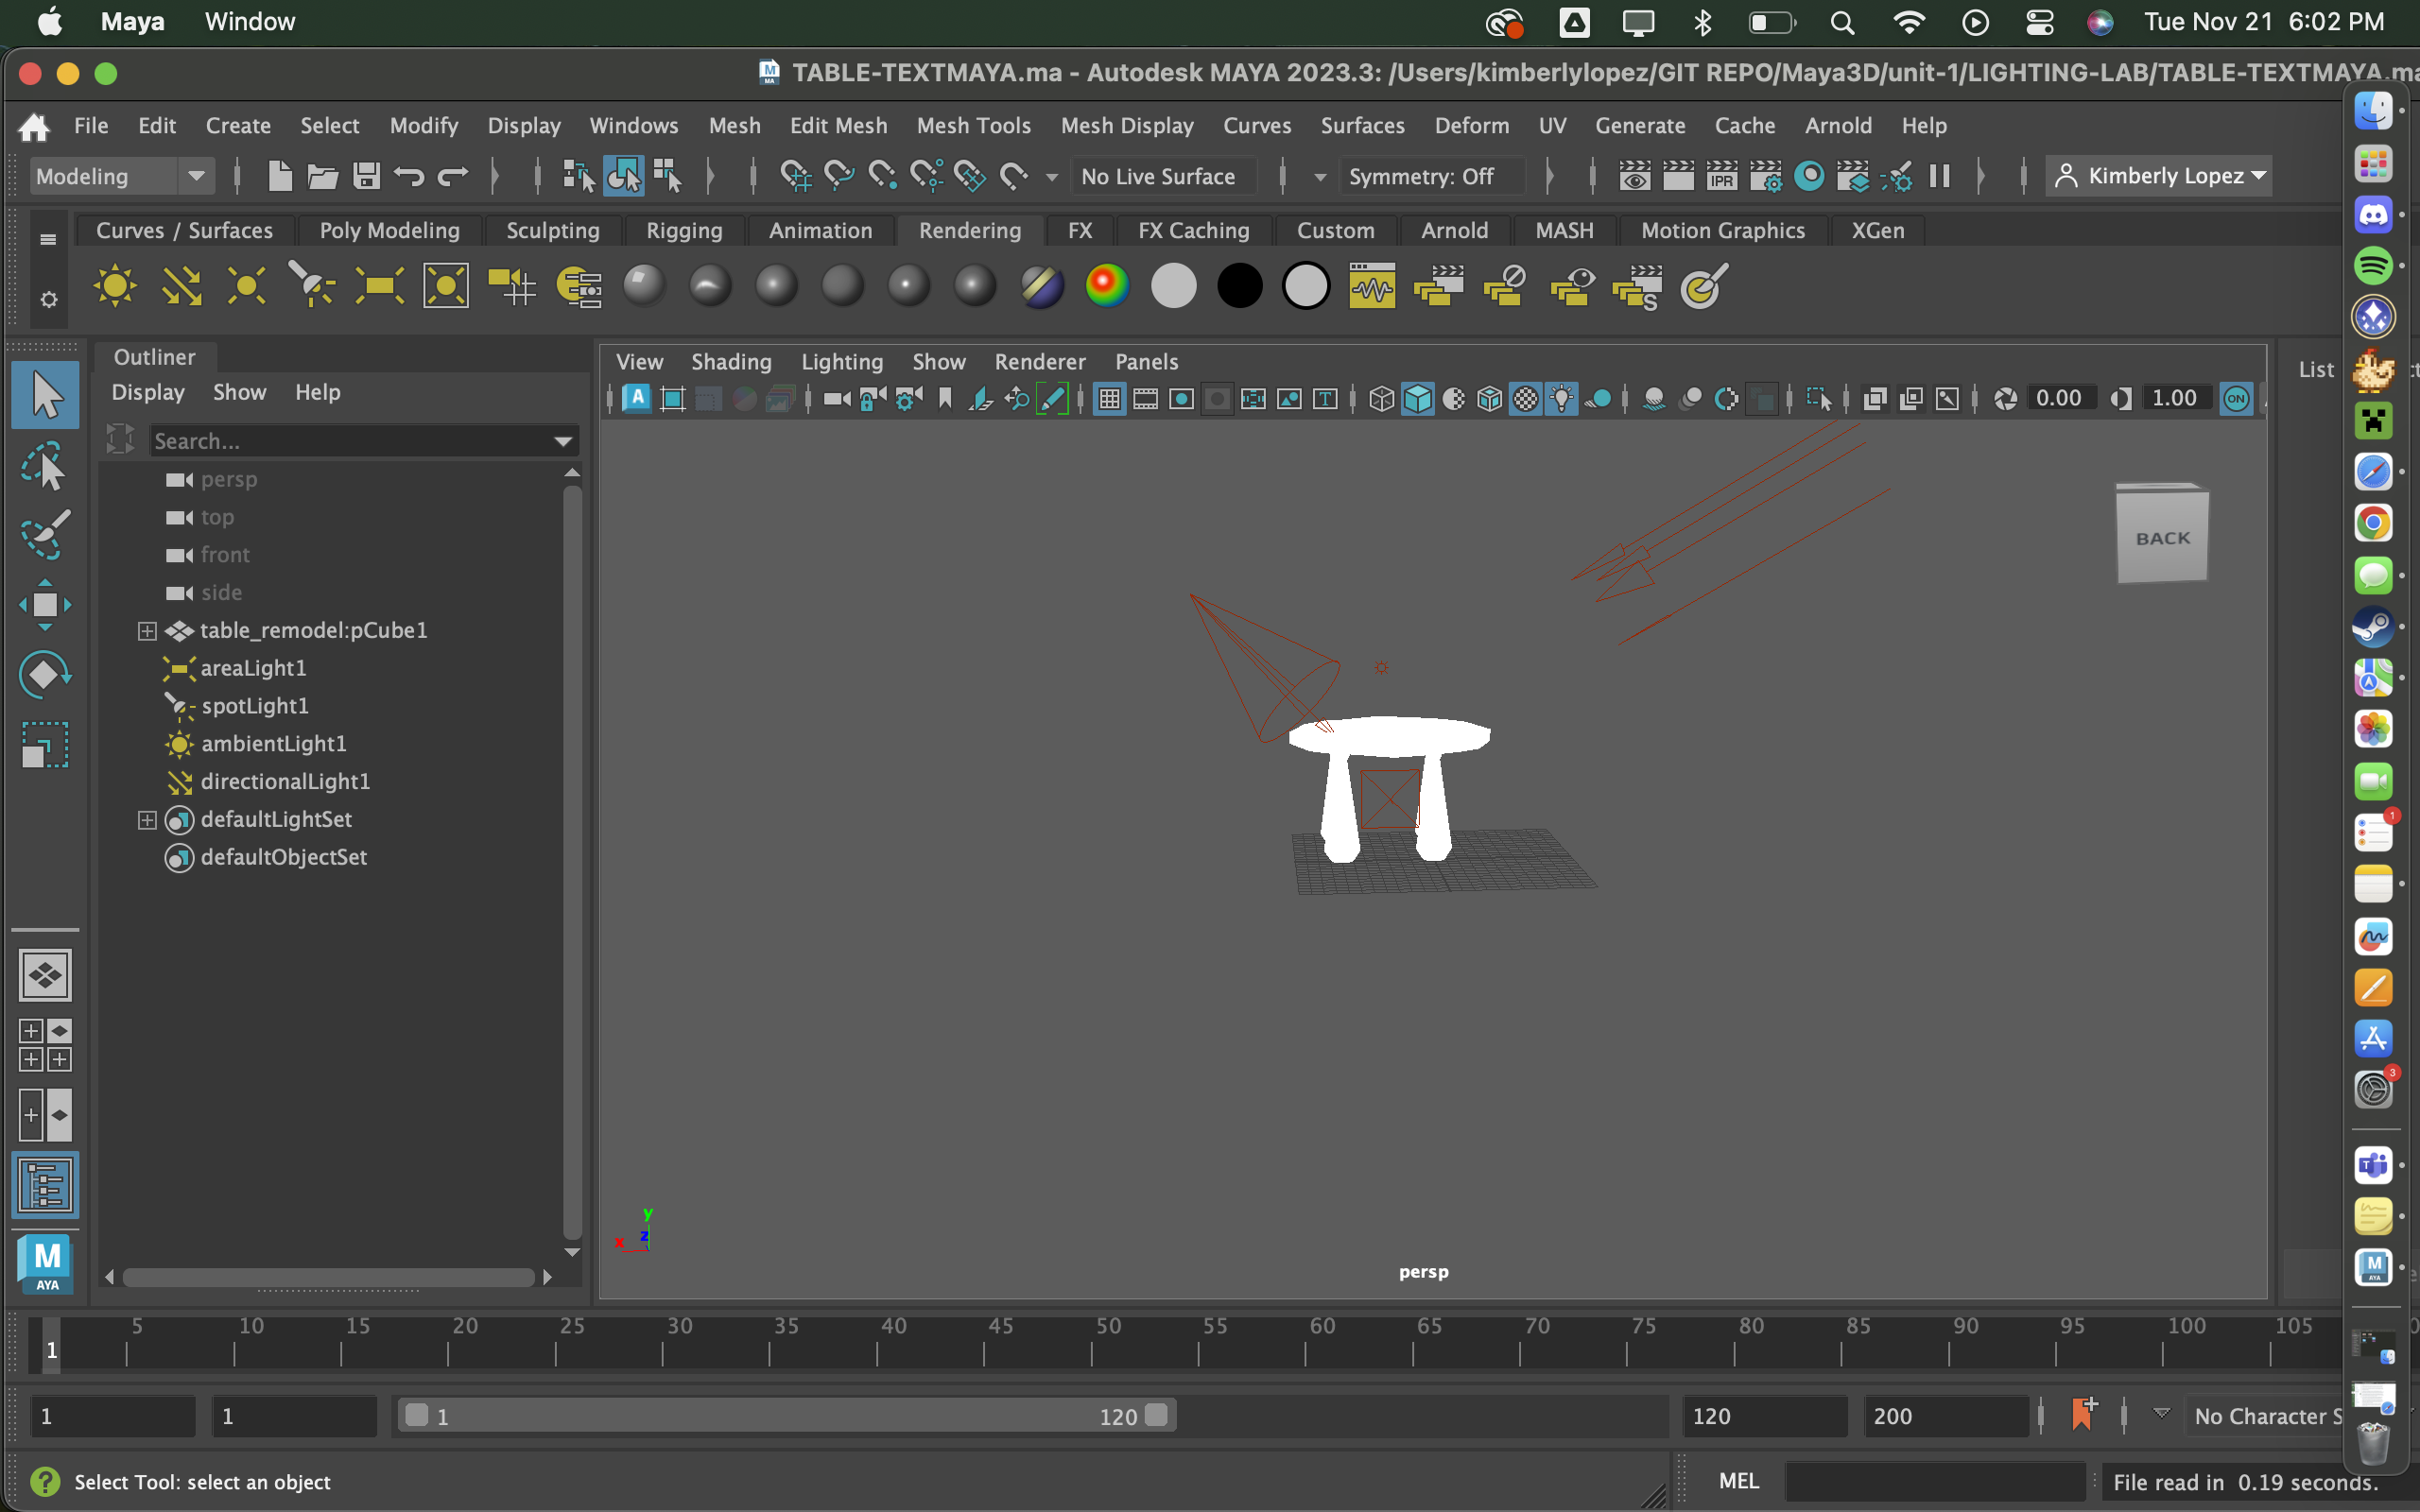 Maya Window Tue Nov 21 6:02 PM
TABLE-TEXTMAYA.ma - Autodesk MAYA 2023.3: /Users/kimberlylopez/GIT REPO/Maya3D/unit-1/LIGHTING-LAB/TABLE-TEXTMAYA.ma
File Edit Create Select Modify Display Windows Mesh Edit Mesh Mesh Tools Mesh Display Curves Surfaces Deform UV Generate Cache Arnold Help
Modeling No Live Surface Symmetry: Off IPR Kimberly Lopez
Curves / Surfaces Poly Modeling Sculpting Rigging Animation Rendering FX FX Caching Custom Arnold MASH Motion Graphics XGen
S
Outliner
Display Show Help
Search...
persp
top
front
side
table_remodel:pCube1
areaLight1
spotLight1
ambientLight1
directionalLight1
defaultLightSet
defaultObjectSet
View Shading Lighting Show Renderer Panels
A T 0.00 1.00 ON
List
BACK
y
x z
persp
M
AYA
1
3
T
M
AYA
5 10 15 20 25 30 35 40 45 50 55 60 65 70 75 80 85 90 95 100 105
1
1 1 1 120 120 200 No Character S
? Select Tool: select an object MEL File read in 0.19 seconds.